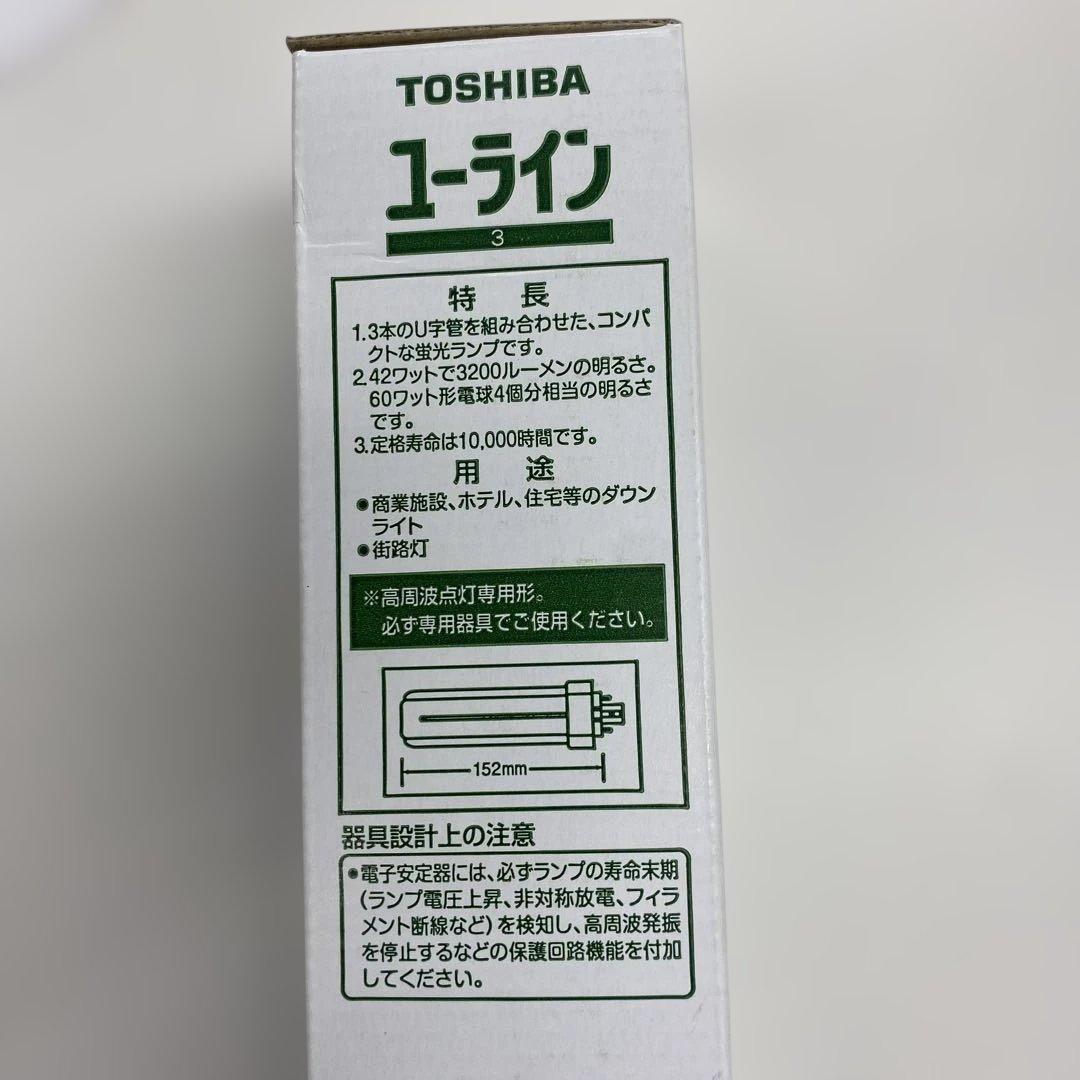 TOSHIBA
ユーライン
3
特 長
1.3本のU字管を組み合わせた、コンパ
クトな蛍光ランプです。
2.42ワットで3200ルーメンの明るさ。
60ワット形電球4個分相当の明るさ
です。
3.定格寿命は10,000時間です。
用 途
●商業施設、ホテル、住宅等のダウン
ライト
●街路灯
※高周波点灯専用形。
必ず専用器具でご使用ください。
152mm
器具設計上の注意
●電子安定器には、必ずランプの寿命末期
(ランプ電圧上昇、非対称放電、フィラ
メント断線など)を検知し、高周波発振
を停止するなどの保護回路機能を付加
してください。